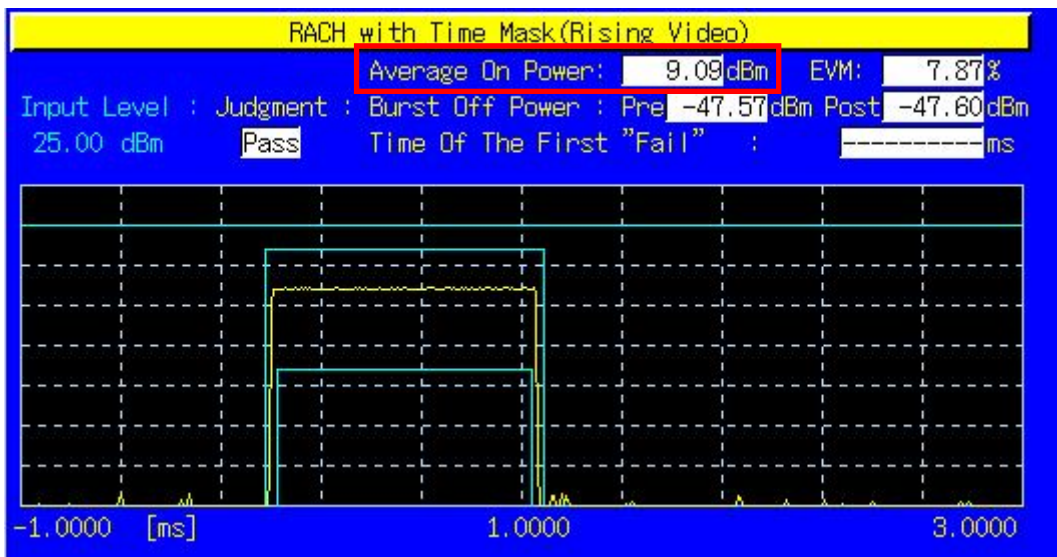 RACH with Time Mask(Rising Video)
Average On Power: 9.09dBm EVM: 7.87%
Input Level : Judgment : Burst Off Power : Pre -47.57dBm Post -47.60dBm
25.00 dBm Pass Time Of The First "Fail" : ----------ms
-1.0000 [ms] 1.0000 3.0000